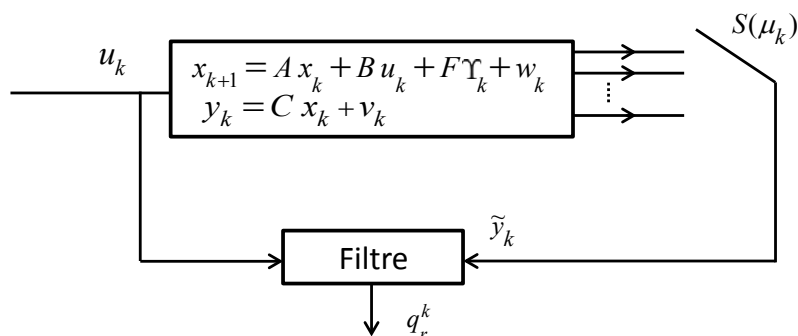 S(μ_k)
u_k
x_{k+1} = A x_k + B u_k + F ϒ_k + w_k
y_k = C x_k + v_k
ỹ_k
Filtre
q_r^k